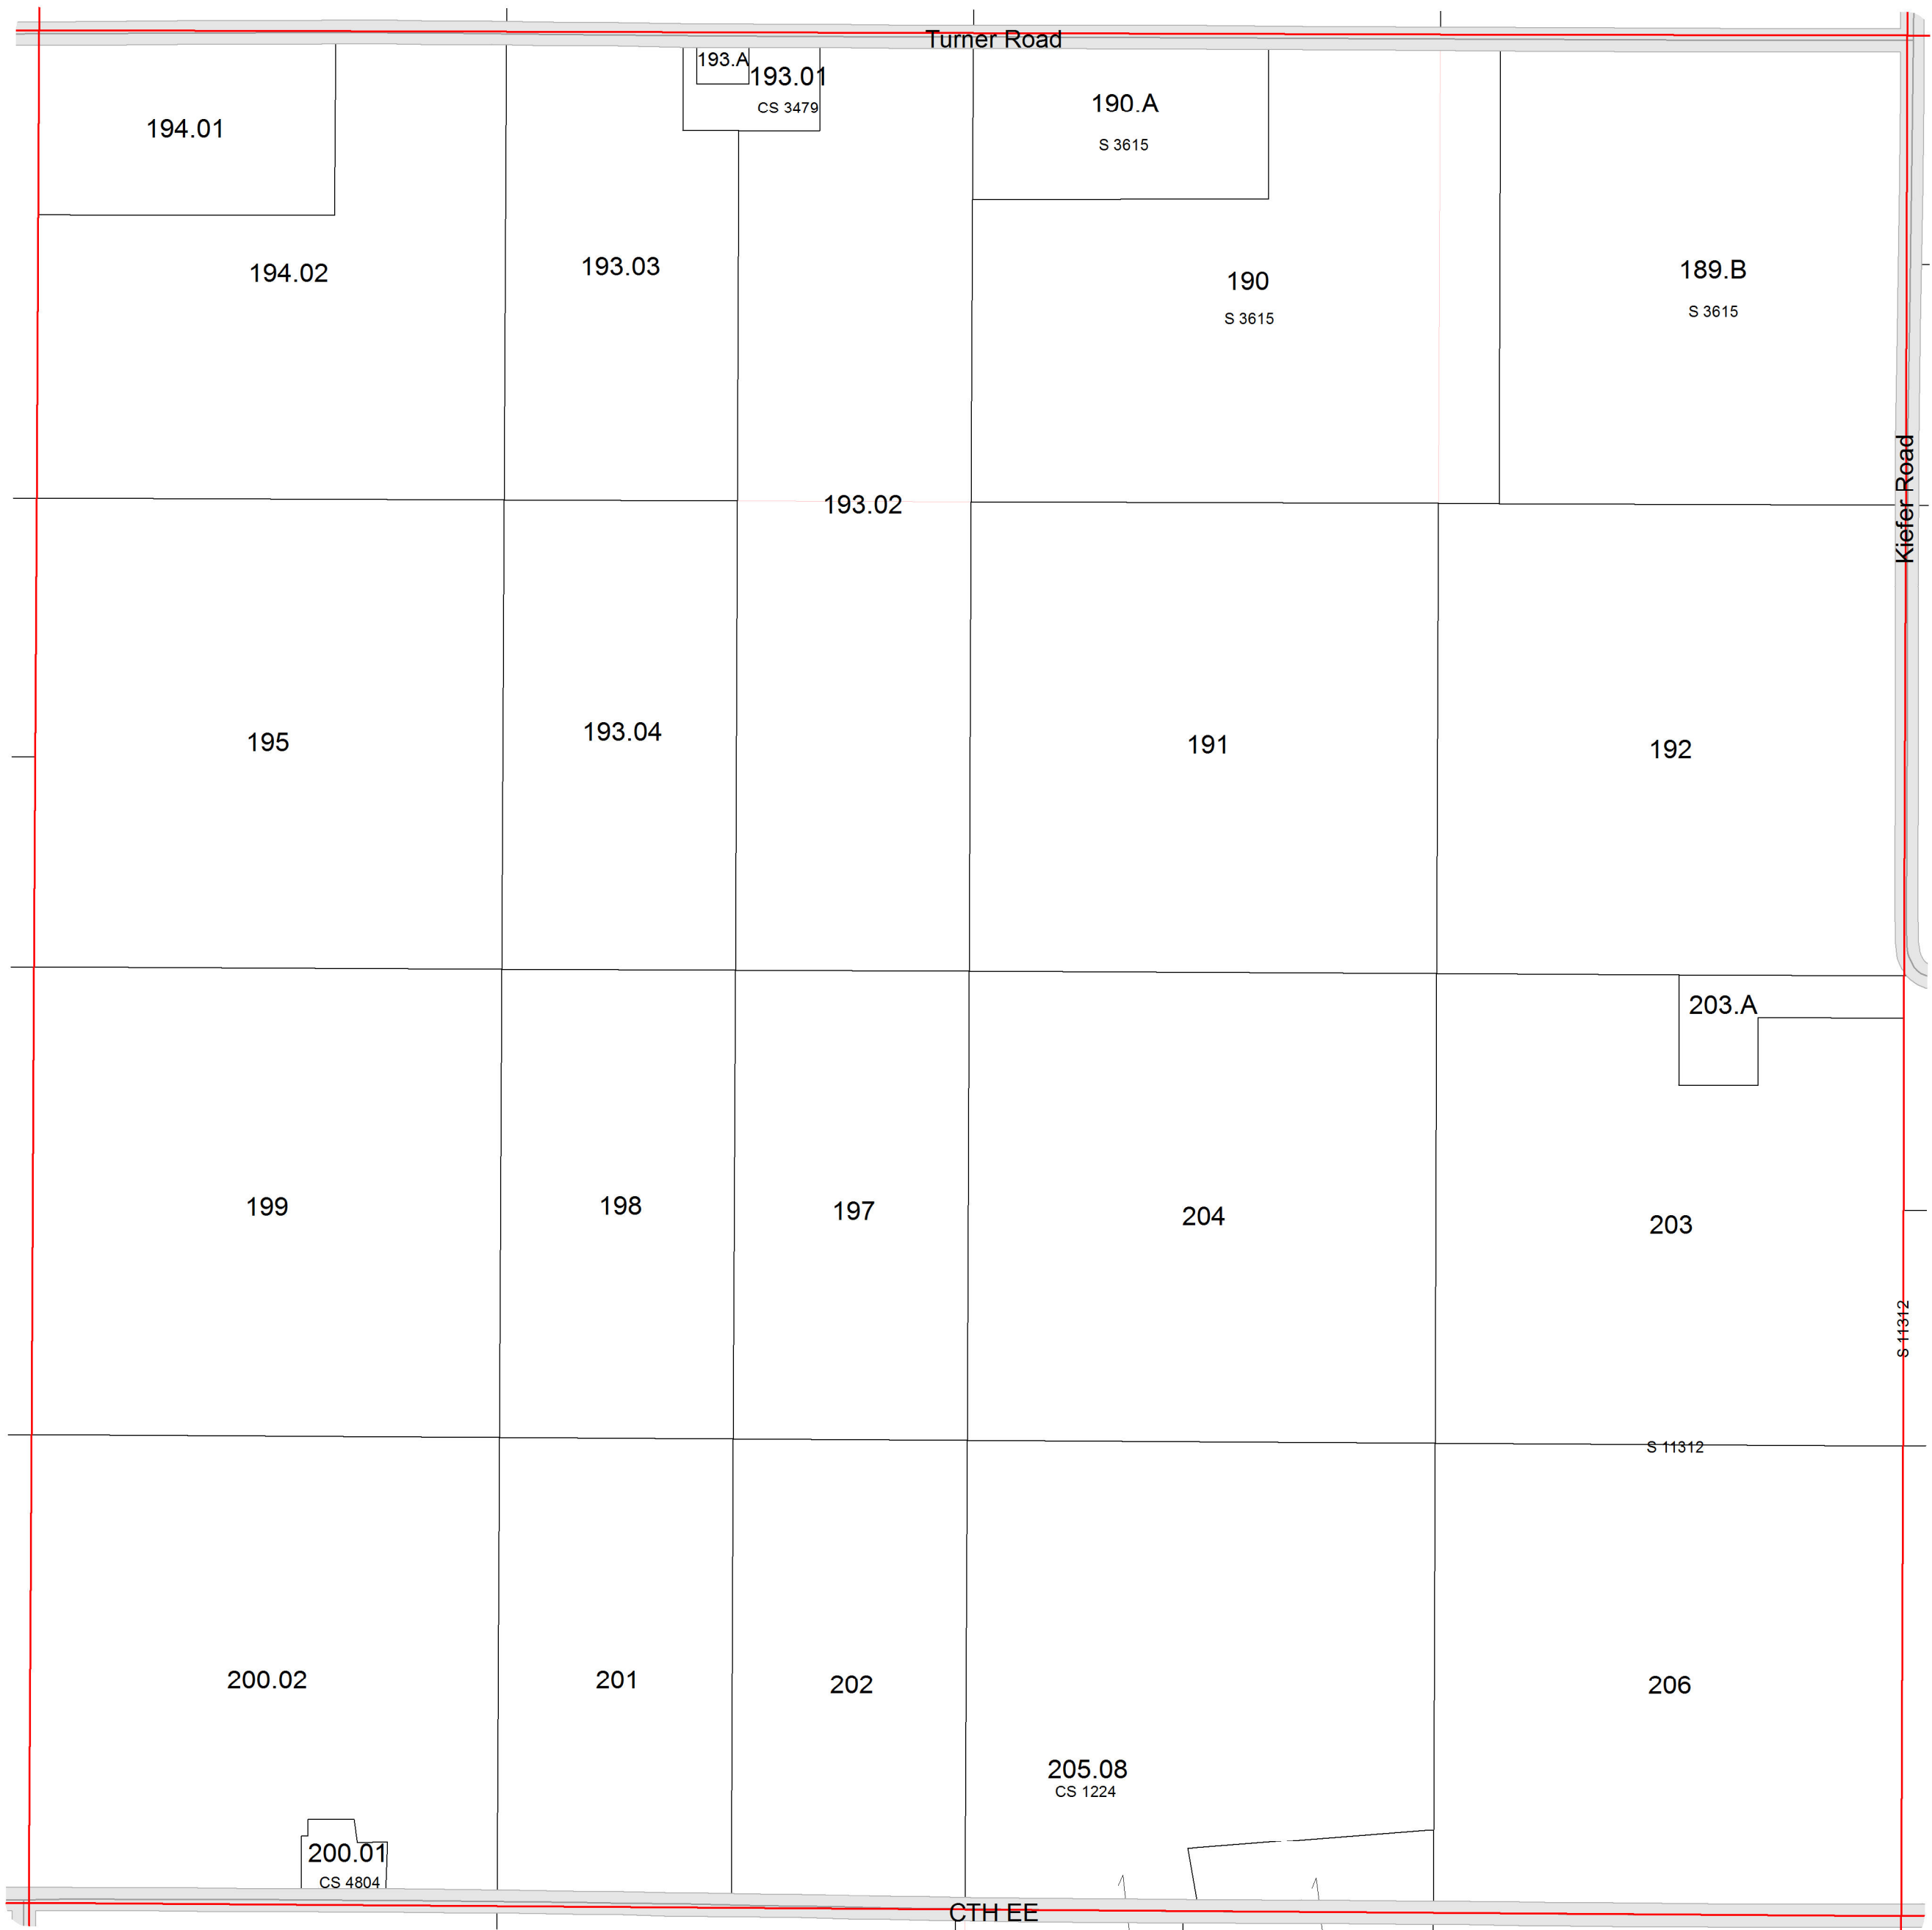 Turner Road
193.A
193.01
CS 3479
194.01
190.A
S 3615
194.02
193.03
190
S 3615
189.B
S 3615
Kiefer Road
193.02
195
193.04
191
192
203.A
199
198
197
204
203
S 11312
S 11312
200.02
201
202
206
205.08
CS 1224
200.01
CS 4804
CTH EE